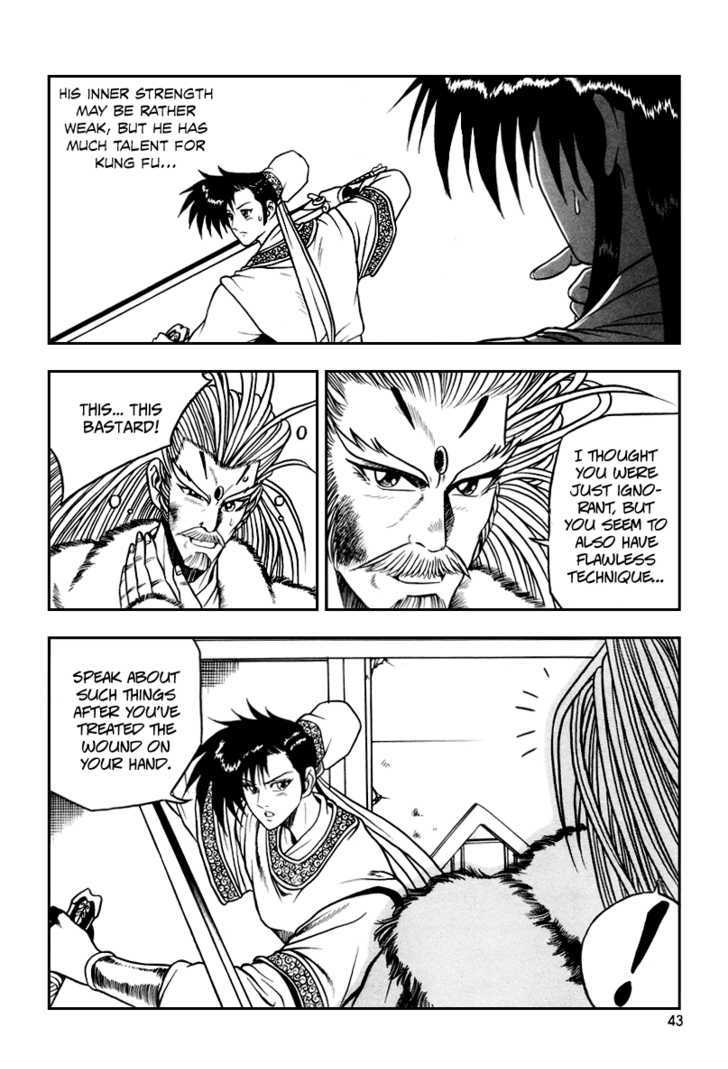 HIS INNER STRENGTH
MAY BE RATHER
WEAK, BUT HE HAS
MUCH TALENT FOR
KUNG FU...
THIS... THIS
BASTARD!
I THOUGHT
YOU WERE
JUST IGNO-
RANT, BUT
YOU SEEM TO
ALSO HAVE
FLAWLESS
TECHNIQUE...
SPEAK ABOUT
SUCH THINGS
AFTER YOU'VE
TREATED THE
WOUND ON
YOUR HAND.
!
43